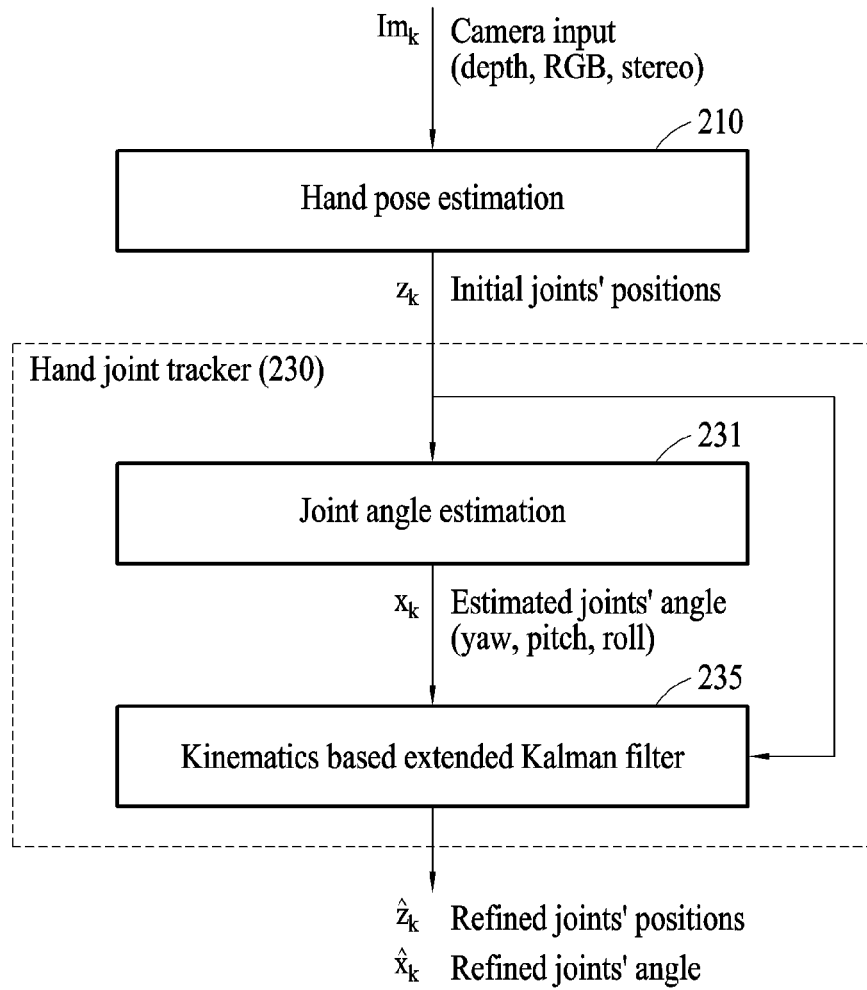 Im_k Camera input
(depth, RGB, stereo)
210
Hand pose estimation
z_k Initial joints' positions
Hand joint tracker (230)
231
Joint angle estimation
x_k Estimated joints' angle
(yaw, pitch, roll)
235
Kinematics based extended Kalman filter
ẑ_k Refined joints' positions
x̂_k Refined joints' angle